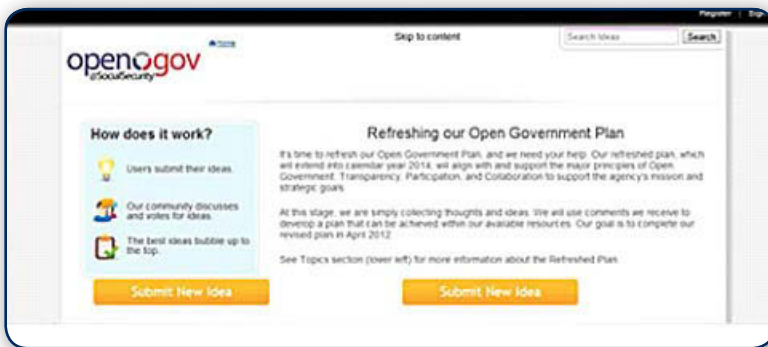 Register | Sign
Home
Skip to content
Search Ideas
Search
openogov
@SocialSecurity
How does it work?
Users submit their ideas.
Our community discusses
and votes for ideas.
The best ideas bubble up to
the top.
Submit New Idea
Refreshing our Open Government Plan
It's time to refresh our Open Government Plan, and we need your help. Our refreshed plan, which
will extend into calendar year 2014, will align with and support the major principles of Open
Government: Transparency, Participation, and Collaboration to support the agency's mission and
strategic goals.
At this stage, we are simply collecting thoughts and ideas. We will use comments we receive to
develop a plan that can be achieved within our available resources. Our goal is to complete our
revised plan in April 2012.
See Topics section (lower left) for more information about the Refreshed Plan.
Submit New Idea